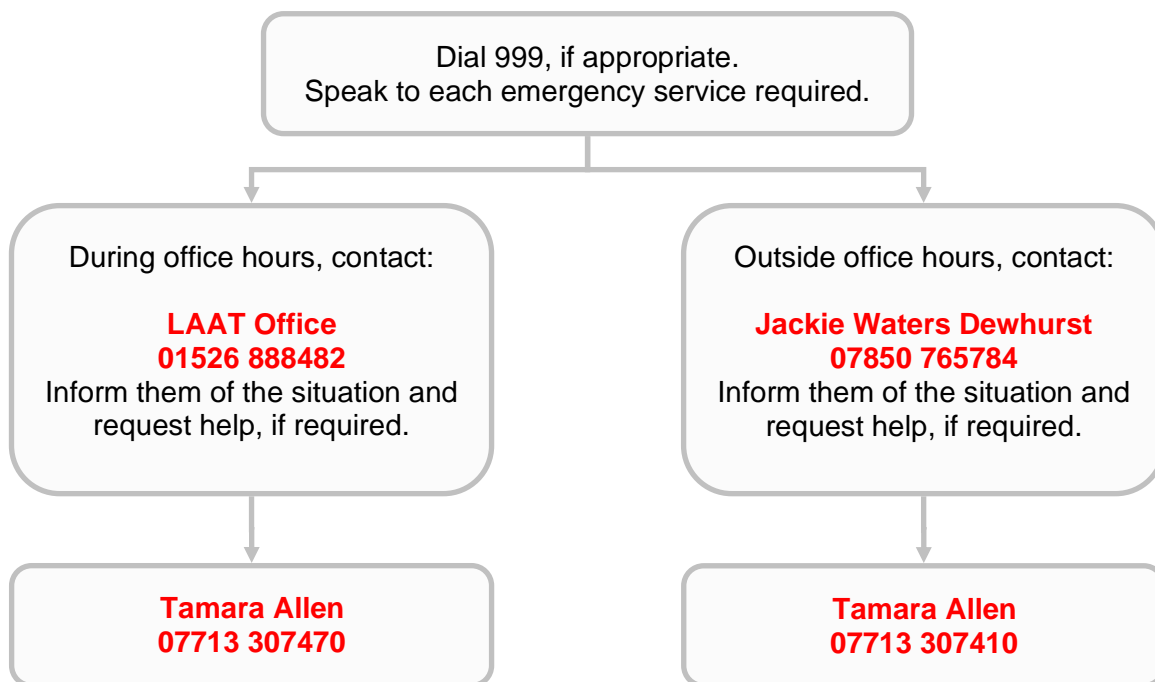 Dial 999, if appropriate.
Speak to each emergency service required.
During office hours, contact:
LAAT Office
01526 888482
Inform them of the situation and
request help, if required.
Outside office hours, contact:
Jackie Waters Dewhurst
07850 765784
Inform them of the situation and
request help, if required.
Tamara Allen
07713 307470
Tamara Allen
07713 307410